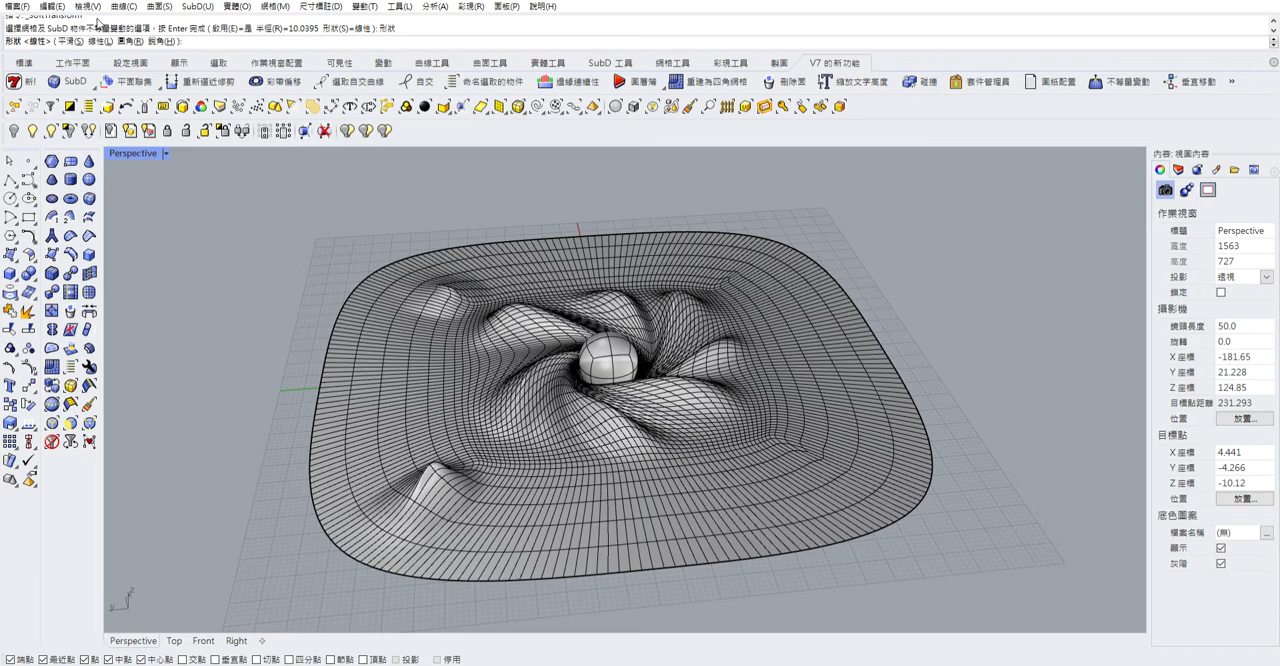 檔案(F) 編輯(E) 檢視(V) 曲線(C) 曲面(S) SubD(U) 實體(O) 網格(M) 尺寸標註(D) 變動(T) 工具(L) 分析(A) 彩現(R) 面板(P) 說明(H)
指令: _SoftTransform
選擇網格及 SubD 物件不等量變動的選項。按 Enter 完成 (啟用(E)=是 半徑(R)=10.0395 形狀(S)=線性): 形狀
形狀 <線性> ( 平滑(S) 線性(L) 圓角(R) 銳角(H) ):
標準 工作平面 設定視圖 顯示 選取 作業視窗配置 可見性 變動 曲線工具 曲面工具 實體工具 SubD 工具 網格工具 彩現工具 製圖 V7 的新功能
新! SubD 平面聯集 重新逼近修剪 彩帶偏移 選取自交曲線 自交 命名選取的物件 邊緣連續性 圖層簿 重建為四角網格 刪除面 縮放文字高度 碰撞 套件管理員 圖紙配置 不等量變動 垂直移動 »
Perspective
內容: 視圖內容
作業視窗
標題 Perspective
寬度 1563
高度 727
投影 透視
鎖定
攝影機
鏡頭長度 50.0
旋轉 0.0
X 座標 -181.65
Y 座標 21.228
Z 座標 124.85
目標點距離 231.293
位置 放置...
目標點
X 座標 4.441
Y 座標 -4.266
Z 座標 -10.12
位置 放置...
底色圖案
檔案名稱 (無) ...
顯示
灰階
z
y
Perspective Top Front Right
端點 最近點 點 中點 中心點 交點 垂直點 切點 四分點 節點 頂點 投影 停用